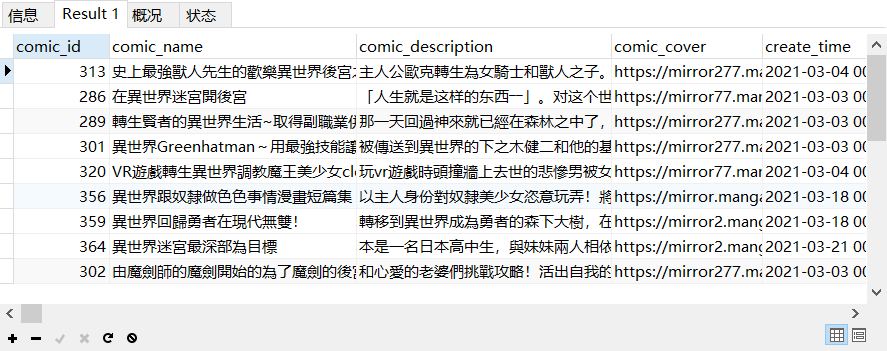 信息 Result 1 概况 状态
comic_id comic_name comic_description comic_cover create_time
313 史上最強獸人先生的歡樂異世界後宮 主人公歐克轉生為女騎士和獸人之子。 https://mirror277.ma 2021-03-04 00
286 在異世界迷宮開後宮 「人生就是这样的东西一」。对这个世 https://mirror77.man 2021-03-03 00
289 轉生賢者的異世界生活~取得副職業 那一天回過神來就已經在森林之中了, https://mirror277.ma 2021-03-03 00
301 異世界Greenhatman～用最強技能 被傳送到異世界的下之木健二和他的 https://mirror277.ma 2021-03-03 00
320 VR遊戲轉生異世界調教魔王美少女clo 玩vr遊戲時頭撞牆上去世的悲慘男被女 https://mirror77.man 2021-03-04 00
356 異世界跟奴隸做色色事情漫畫短篇集 以主人身份對奴隸美少女恣意玩弄！將 https://mirror.mang 2021-03-18 00
359 異世界回歸勇者在現代無雙！ 轉移到異世界成為勇者的森下大樹，在 https://mirror2.mang 2021-03-18 00
364 異世界迷宮最深部為目標 本是一名日本高中生，與妹妹兩人相依 https://mirror2.mang 2021-03-21 00
302 由魔劍師的魔劍開始的為了魔劍的後宮 和心愛的老婆們挑戰攻略！活出自我的 https://mirror277.ma 2021-03-03 00